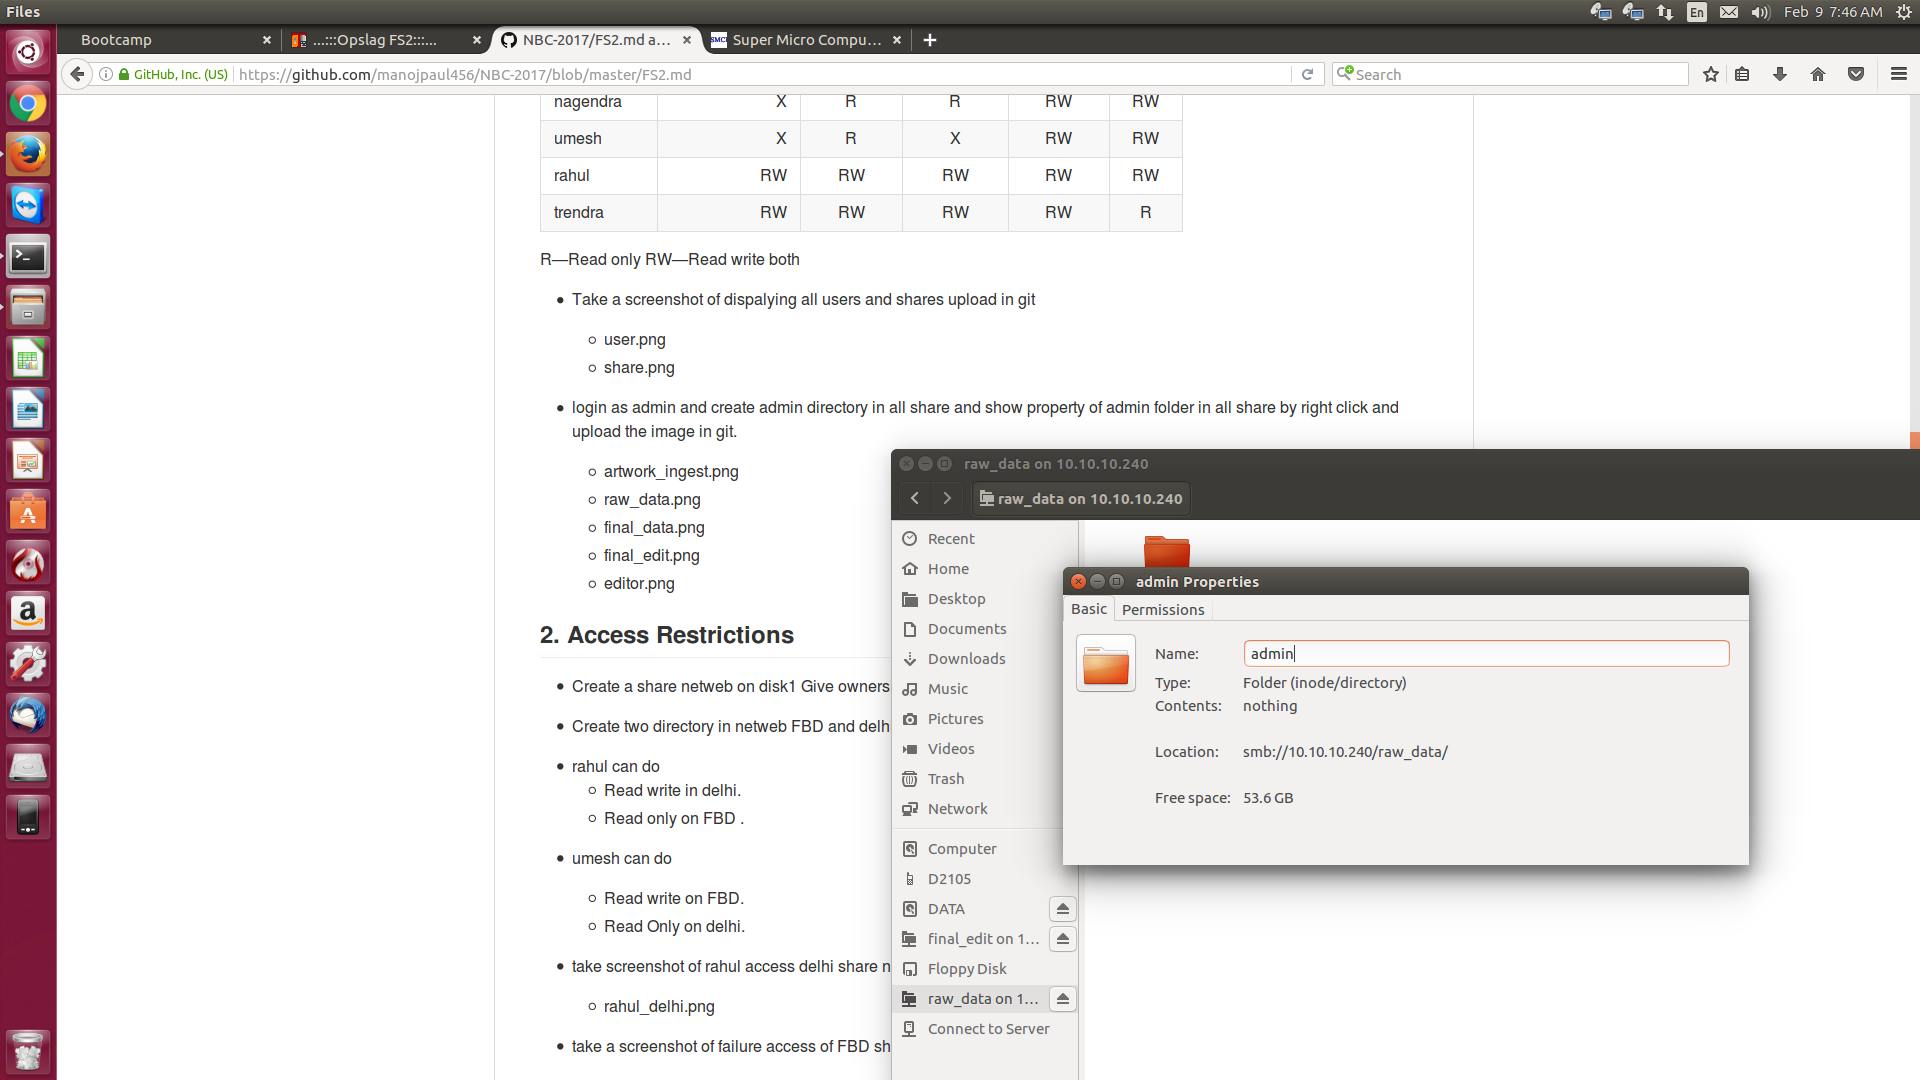 Files
En
Feb 9 7:46 AM
Bootcamp
...:::Opslag FS2:::...
NBC-2017/FS2.md a...
SMCI
Super Micro Compu...
GitHub, Inc. (US)
https://github.com/manojpaul456/NBC-2017/blob/master/FS2.md
Search
nagendra X R R RW RW
umesh X R X RW RW
rahul RW RW RW RW RW
trendra RW RW RW RW R
R—Read only RW—Read write both
Take a screenshot of dispalying all users and shares upload in git
user.png
share.png
login as admin and create admin directory in all share and show property of admin folder in all share by right click and
upload the image in git.
artwork_ingest.png
raw_data.png
final_data.png
final_edit.png
editor.png
2. Access Restrictions
Create a share netweb on disk1 Give owners
Create two directory in netweb FBD and delh
rahul can do
Read write in delhi.
Read only on FBD .
umesh can do
Read write on FBD.
Read Only on delhi.
take screenshot of rahul access delhi share n
rahul_delhi.png
take a screenshot of failure access of FBD sh
raw_data on 10.10.10.240
raw_data on 10.10.10.240
Recent
Home
Desktop
Documents
Downloads
Music
Pictures
Videos
Trash
Network
Computer
D2105
DATA
final_edit on 1...
Floppy Disk
raw_data on 1...
Connect to Server
admin Properties
Basic
Permissions
Name: admin
Type: Folder (inode/directory)
Contents: nothing
Location: smb://10.10.10.240/raw_data/
Free space: 53.6 GB